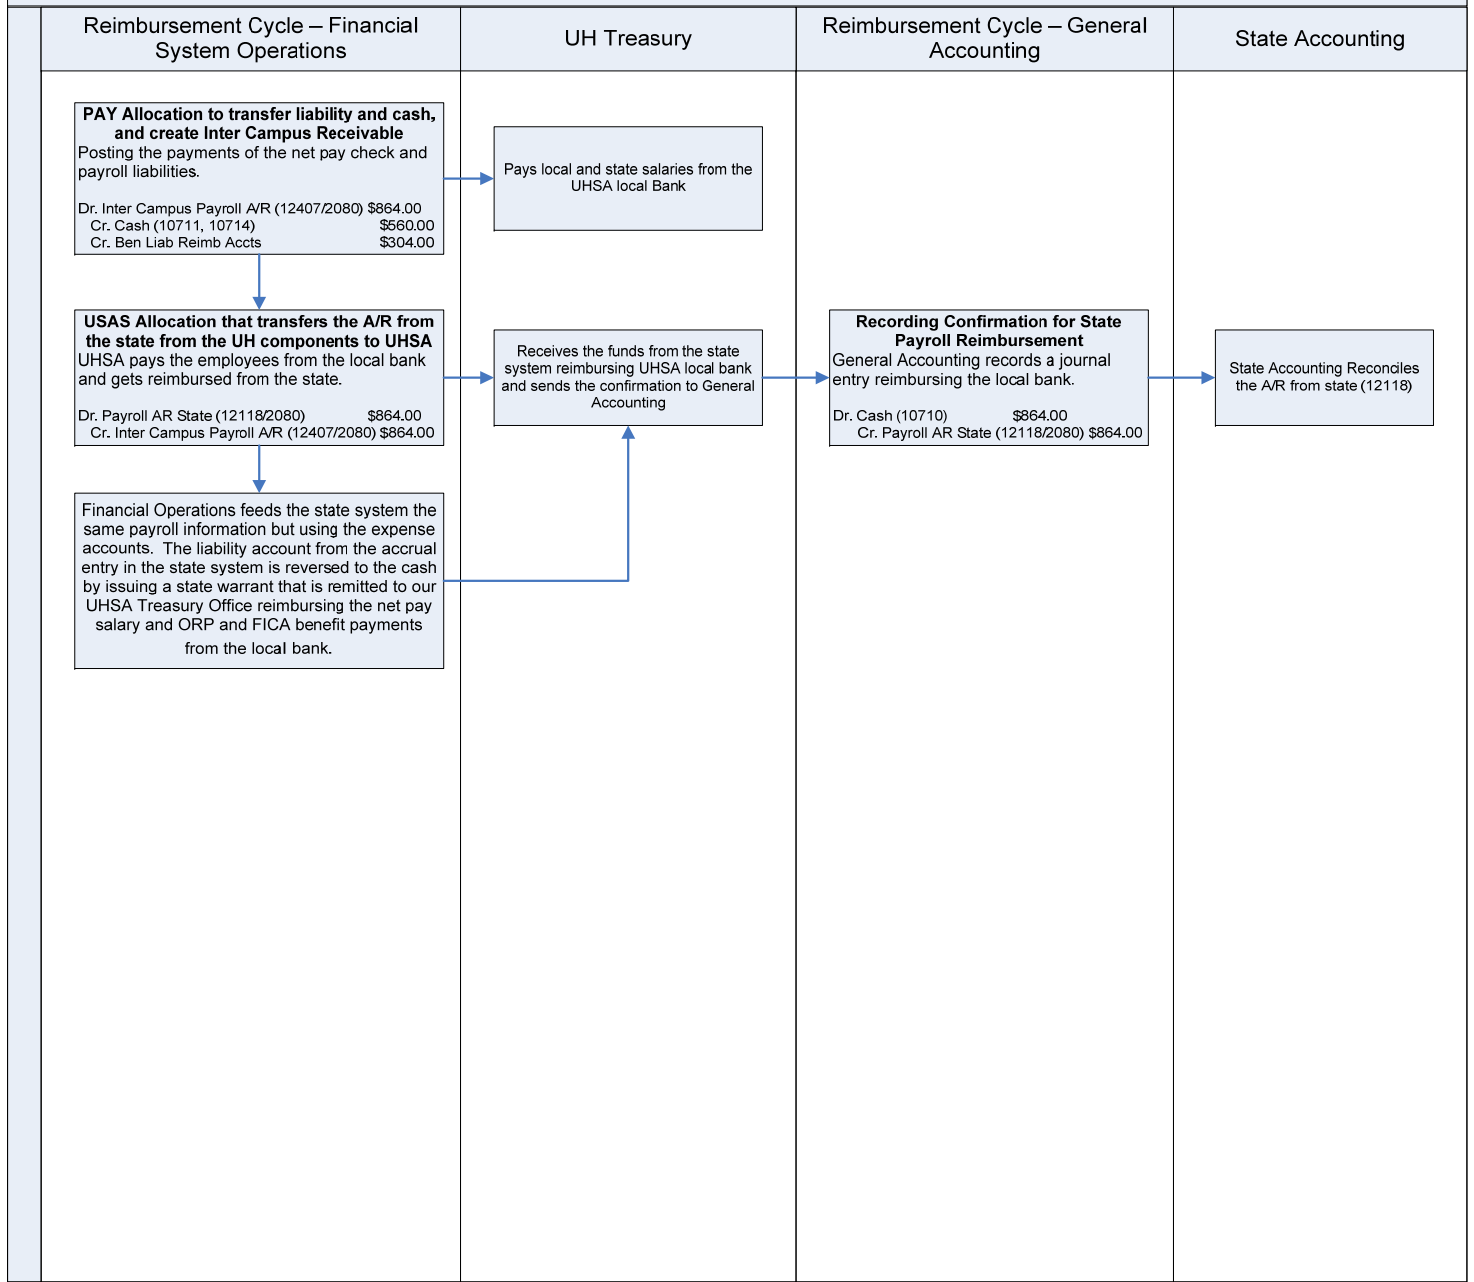 Reimbursement Cycle – Financial
System Operations
UH Treasury
Reimbursement Cycle – General
Accounting
State Accounting
PAY Allocation to transfer liability and cash,
and create Inter Campus Receivable
Posting the payments of the net pay check and
payroll liabilities.
Dr. Inter Campus Payroll A/R (12407/2080) $864.00
Cr. Cash (10711, 10714) $560.00
Cr. Ben Liab Reimb Accts $304.00
Pays local and state salaries from the
UHSA local Bank
USAS Allocation that transfers the A/R from
the state from the UH components to UHSA
UHSA pays the employees from the local bank
and gets reimbursed from the state.
Dr. Payroll AR State (12118/2080) $864.00
Cr. Inter Campus Payroll A/R (12407/2080) $864.00
Receives the funds from the state
system reimbursing UHSA local bank
and sends the confirmation to General
Accounting
Recording Confirmation for State
Payroll Reimbursement
General Accounting records a journal
entry reimbursing the local bank.
Dr. Cash (10710) $864.00
Cr. Payroll AR State (12118/2080) $864.00
State Accounting Reconciles
the A/R from state (12118)
Financial Operations feeds the state system the
same payroll information but using the expense
accounts.  The liability account from the accrual
entry in the state system is reversed to the cash
by issuing a state warrant that is remitted to our
UHSA Treasury Office reimbursing the net pay
salary and ORP and FICA benefit payments
from the local bank.